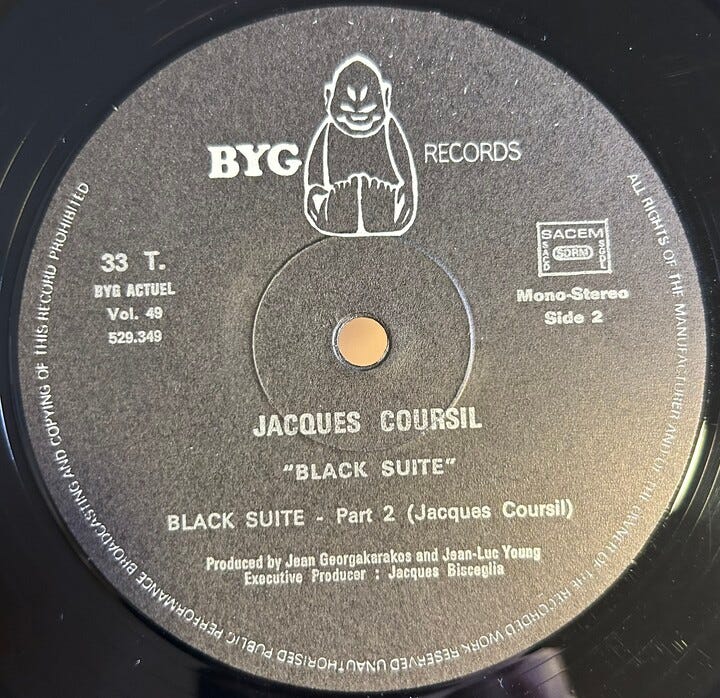 BYG RECORDS
33 T.
BYG ACTUEL
Vol. 49
529.349
SACEM
SACD SDRM SGDL
Mono-Stereo
Side 2
JACQUES COURSIL
"BLACK SUITE"
BLACK SUITE - Part 2 (Jacques Coursil)
Produced by Jean Georgakarakos and Jean-Luc Young
Executive Producer : Jacques Bisceglia
ALL RIGHTS OF THE MANUFACTURER AND OF THE OWNER OF THE RECORDED WORK RESERVED UNAUTHORISED PUBLIC PERFORMANCE BROADCASTING AND COPYING OF THIS RECORD PROHIBITED